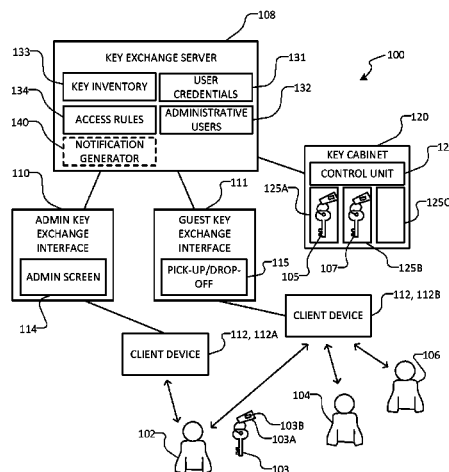 108
133
KEY EXCHANGE SERVER
100
KEY INVENTORY
USER
CREDENTIALS
131
134
ACCESS RULES
ADMINISTRATIVE
USERS
132
140
NOTIFICATION
GENERATOR
120
KEY CABINET
CONTROL UNIT
110
111
125A
125C
ADMIN KEY
EXCHANGE
INTERFACE
GUEST KEY
EXCHANGE
INTERFACE
105
107
125B
ADMIN SCREEN
PICK-UP/DROP-
OFF
115
114
CLIENT DEVICE
112, 112B
CLIENT DEVICE
112, 112A
106
104
103B
103A
102
103